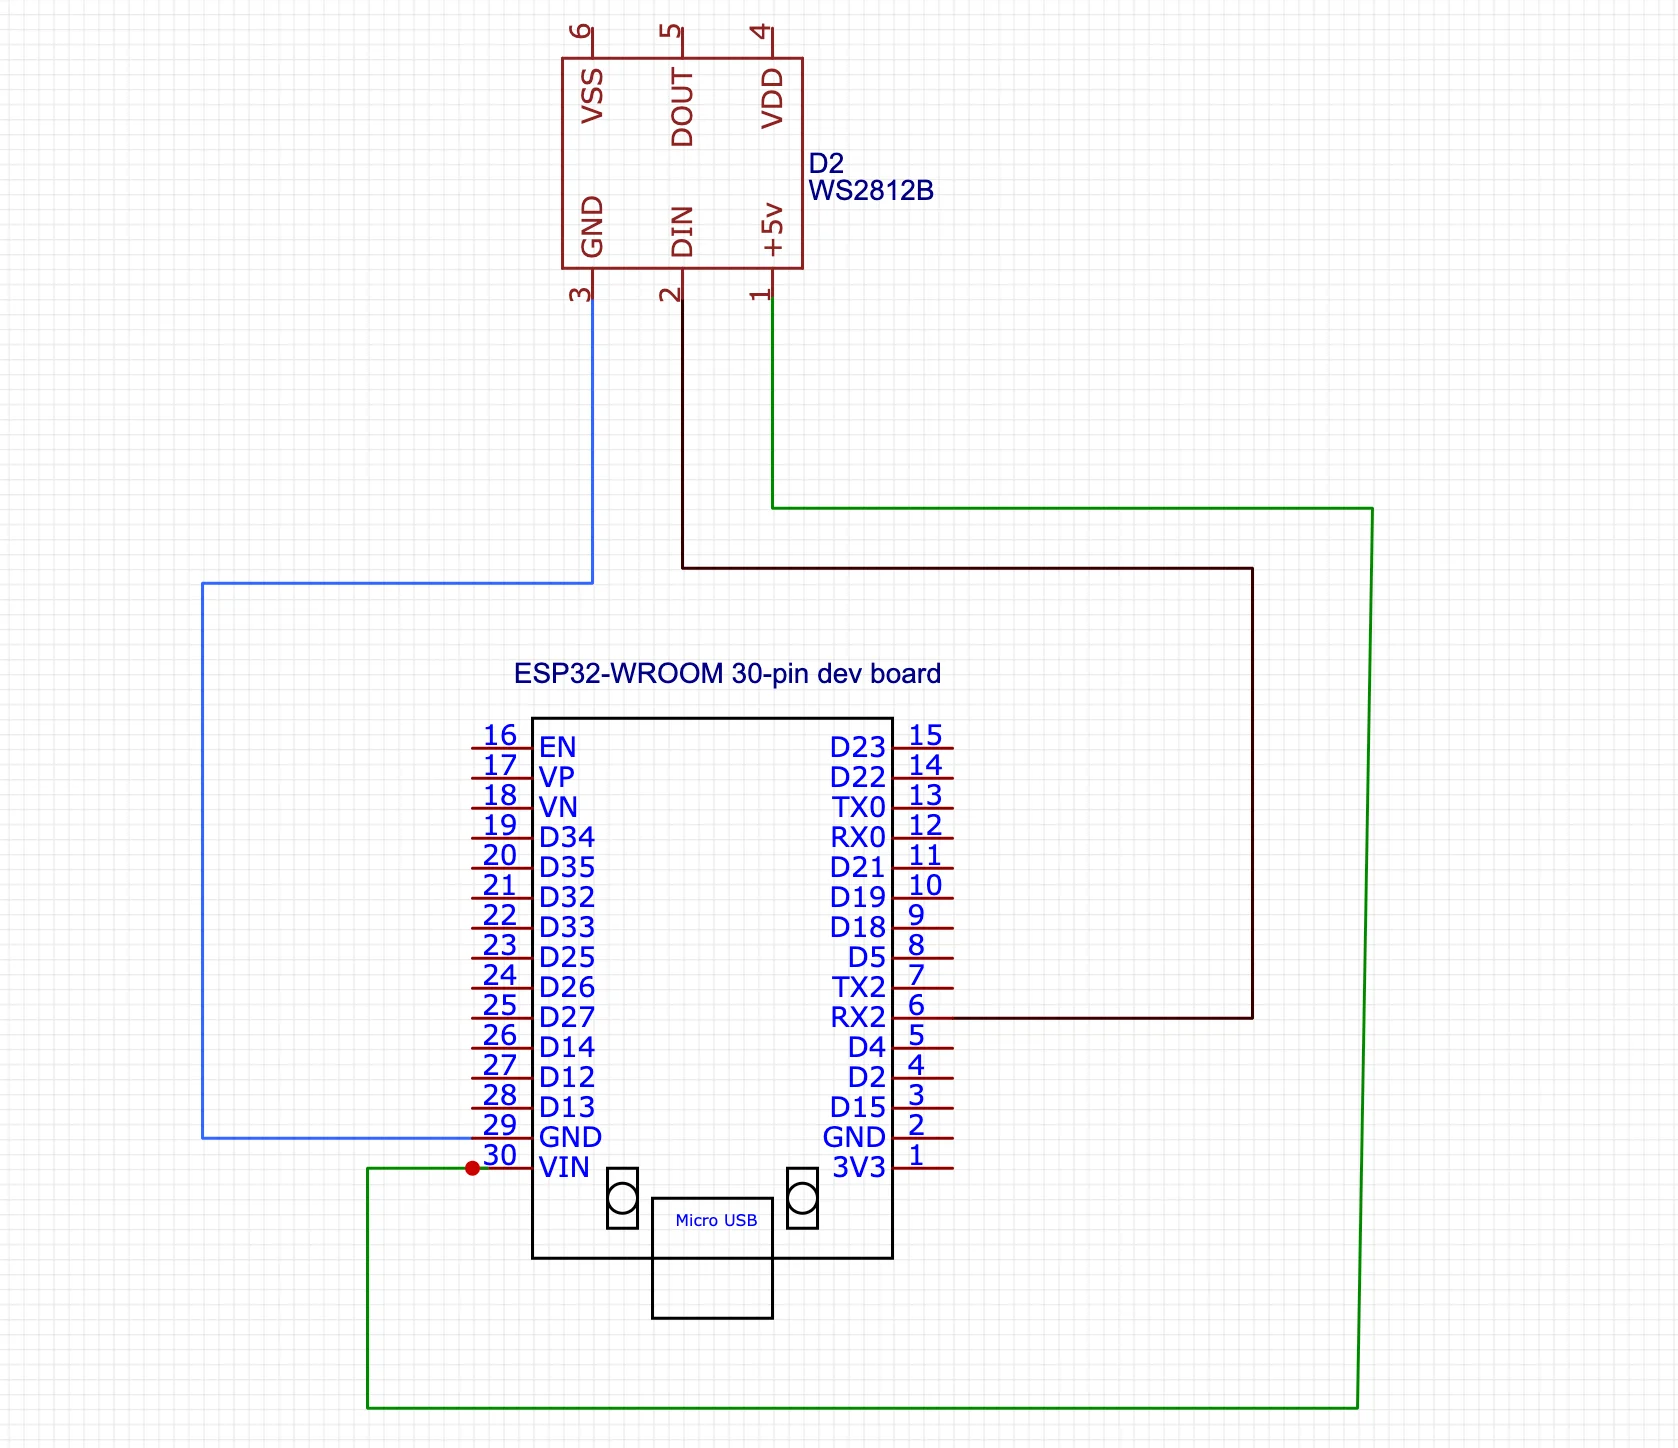 6 5 4
VSS DOUT VDD
D2
WS2812B
GND DIN +5v
3 2 1
ESP32-WROOM 30-pin dev board
16 EN D23 15
17 VP D22 14
18 VN TX0 13
19 D34 RX0 12
20 D35 D21 11
21 D32 D19 10
22 D33 D18 9
23 D25 D5 8
24 D26 TX2 7
25 D27 RX2 6
26 D14 D4 5
27 D12 D2 4
28 D13 D15 3
29 GND GND 2
30 VIN 3V3 1
Micro USB